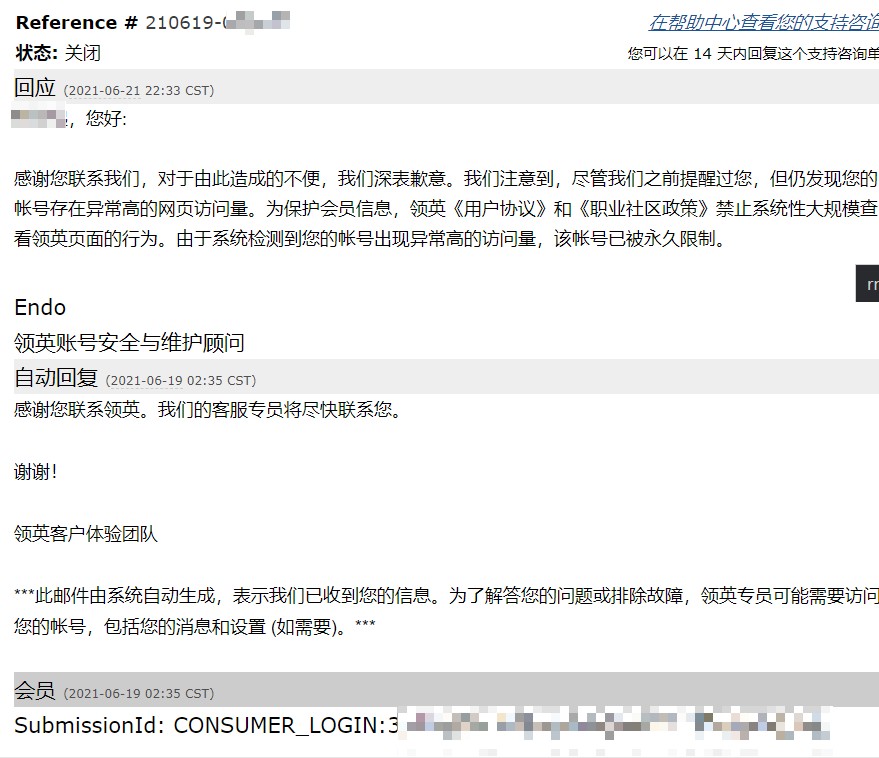 Reference # 210619-
在帮助中心查看您的支持咨询
状态: 关闭
您可以在 14 天内回复这个支持咨询单
回应 (2021-06-21 22:33 CST)
，您好:
感谢您联系我们，对于由此造成的不便，我们深表歉意。我们注意到，尽管我们之前提醒过您，但仍发现您的
帐号存在异常高的网页访问量。为保护会员信息，领英《用户协议》和《职业社区政策》禁止系统性大规模查
看领英页面的行为。由于系统检测到您的帐号出现异常高的访问量，该帐号已被永久限制。
Endo
领英账号安全与维护顾问
自动回复 (2021-06-19 02:35 CST)
感谢您联系领英。我们的客服专员将尽快联系您。
谢谢！
领英客户体验团队
***此邮件由系统自动生成，表示我们已收到您的信息。为了解答您的问题或排除故障，领英专员可能需要访问
您的帐号，包括您的消息和设置 (如需要)。***
会员 (2021-06-19 02:35 CST)
SubmissionId: CONSUMER_LOGIN:3